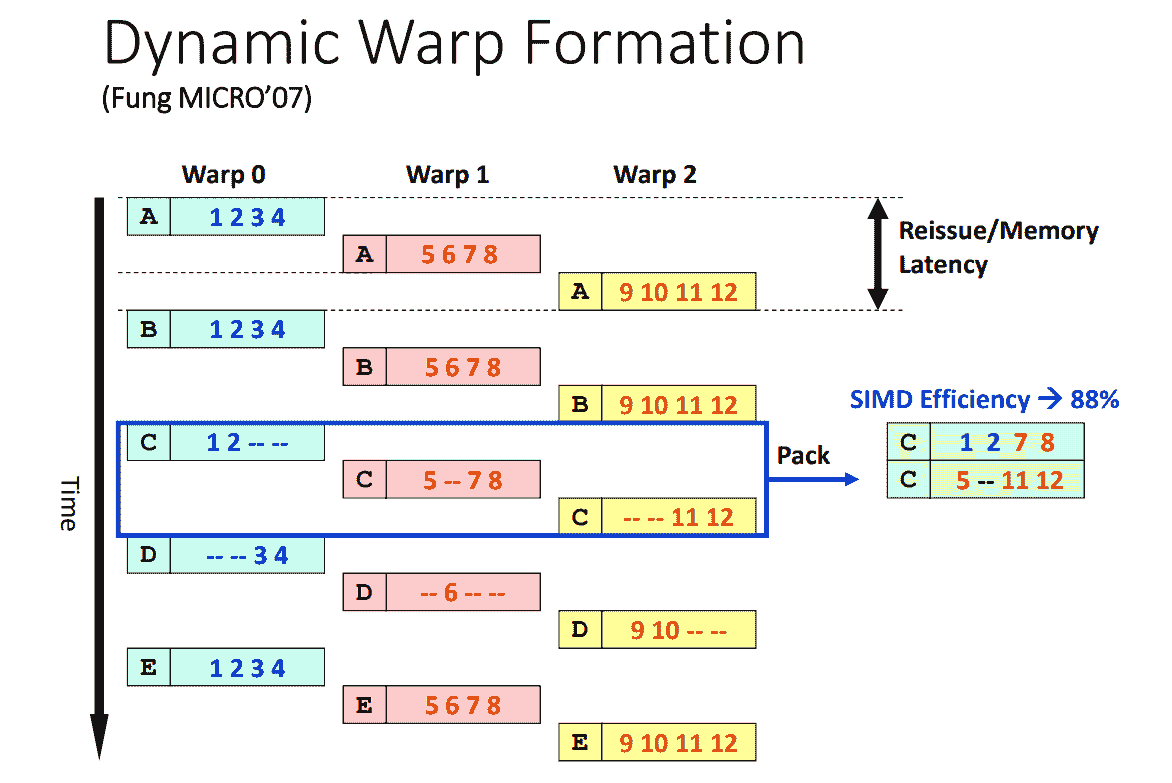 Dynamic Warp Formation
(Fung MICRO'07)
Warp 0 Warp 1 Warp 2
A 1 2 3 4
Reissue/Memory
Latency
A 5 6 7 8
A 9 10 11 12
B 1 2 3 4
B 5 6 7 8
B 9 10 11 12
SIMD Efficiency → 88%
C 1 2 -- --
C 5 -- 7 8
C -- -- 11 12
Pack
C 1 2 7 8
C 5 -- 11 12
Time
D -- -- 3 4
D -- 6 -- --
D 9 10 -- --
E 1 2 3 4
E 5 6 7 8
E 9 10 11 12